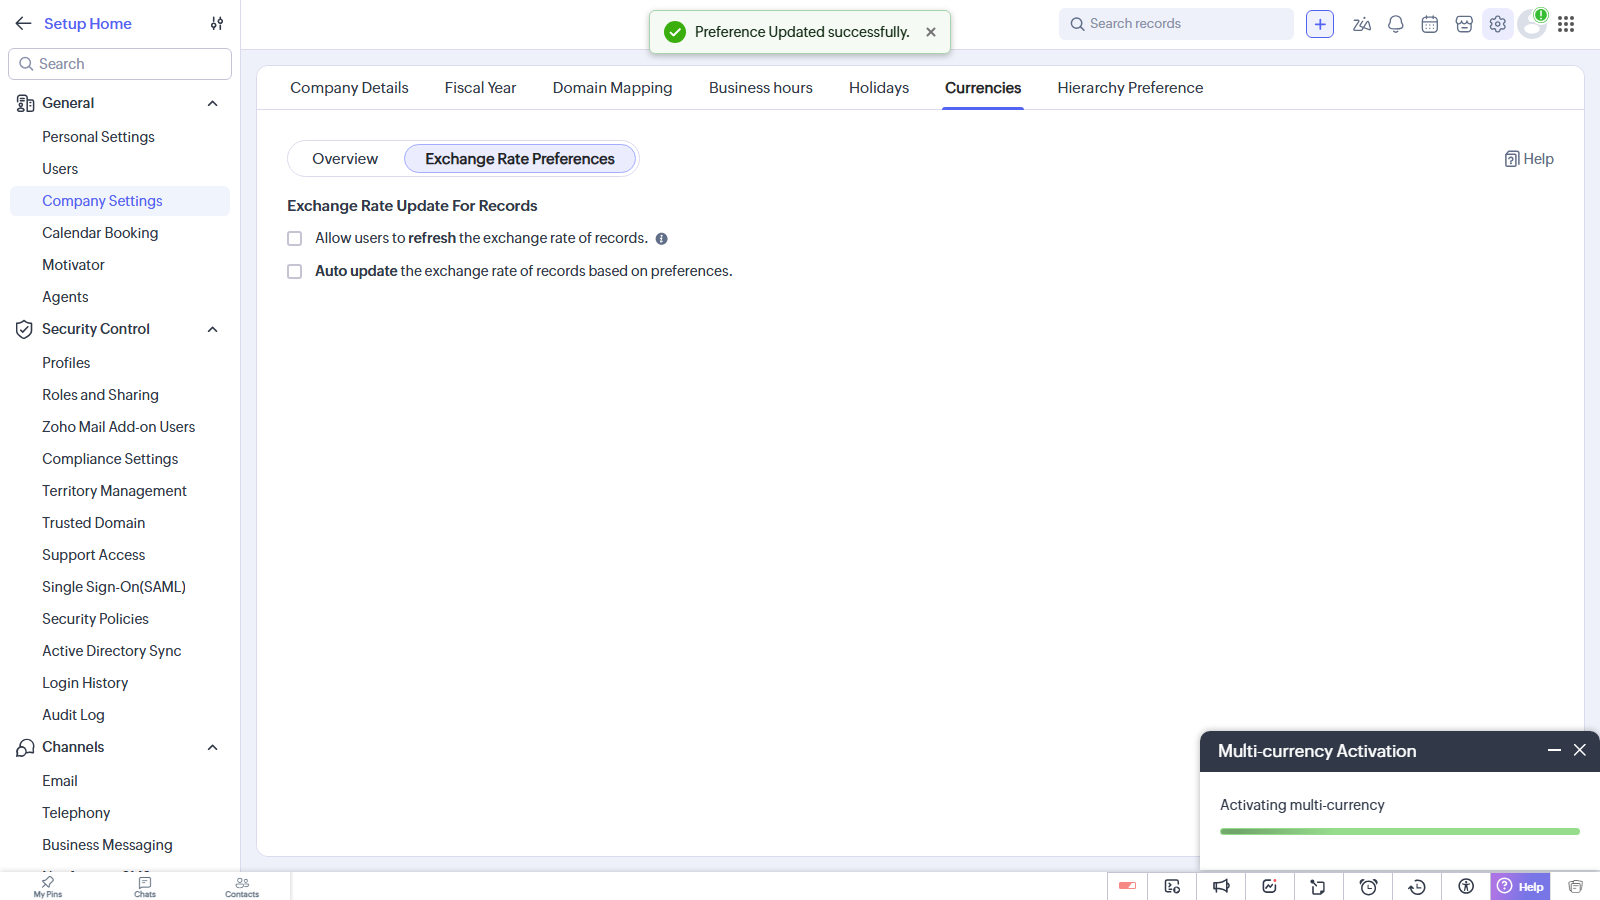 Setup Home
Search
General
Personal Settings
Users
Company Settings
Calendar Booking
Motivator
Agents
Security Control
Profiles
Roles and Sharing
Zoho Mail Add-on Users
Compliance Settings
Territory Management
Trusted Domain
Support Access
Single Sign-On(SAML)
Security Policies
Active Directory Sync
Login History
Audit Log
Channels
Email
Telephony
Business Messaging
My Pins
Chats
Contacts
Preference Updated successfully.
Search records
Company Details
Fiscal Year
Domain Mapping
Business hours
Holidays
Currencies
Hierarchy Preference
Overview
Exchange Rate Preferences
Help
Exchange Rate Update For Records
Allow users to refresh the exchange rate of records.
Auto update the exchange rate of records based on preferences.
Multi-currency Activation
Activating multi-currency
Help